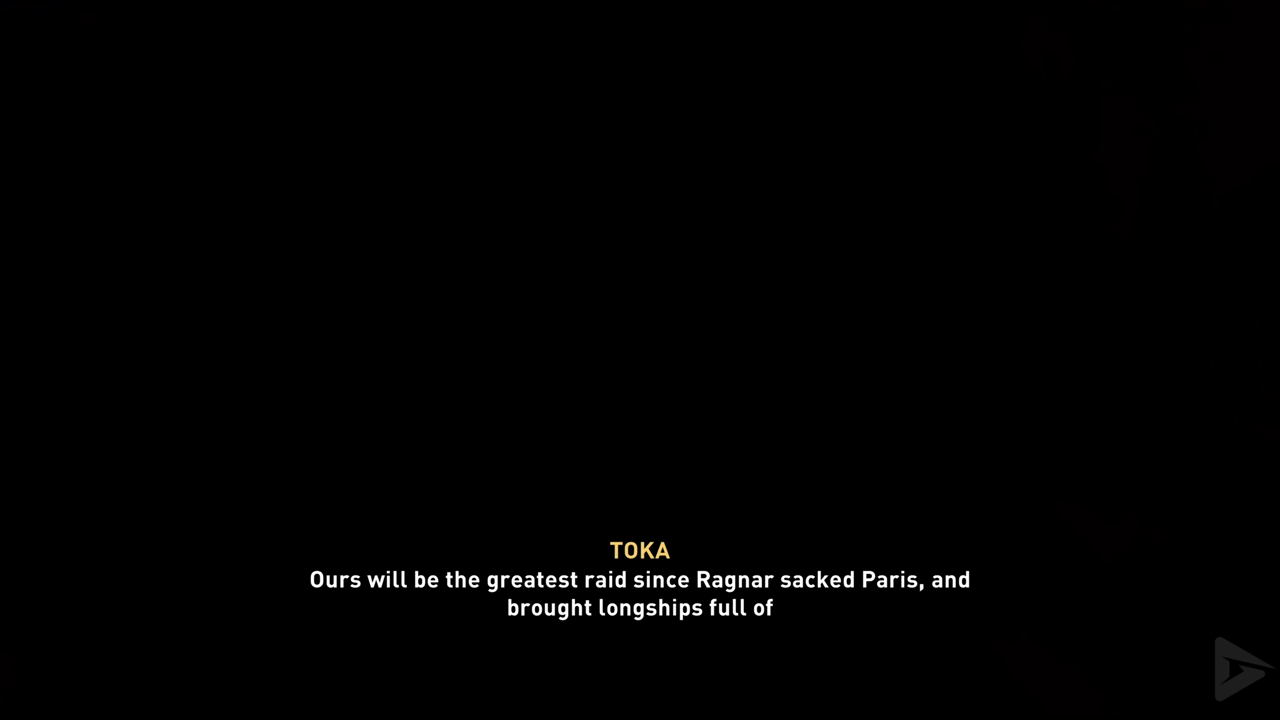 TOKA
Ours will be the greatest raid since Ragnar sacked Paris, and
brought longships full of